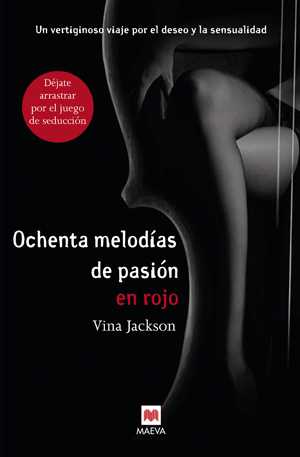 Un vertiginoso viaje por el deseo y la sensualidad
Déjate
arrastrar
por el juego
de seducción
Ochenta melodías
de pasión
en rojo
Vina Jackson
MAEVA